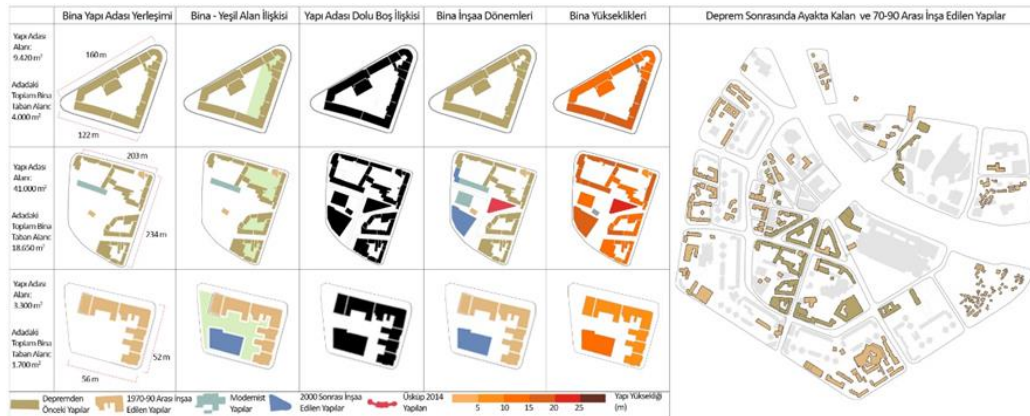 Bina Yapı Adası Yerleşimi
Bina - Yeşil Alan İlişkisi
Yapı Adası Dolu Boş İlişkisi
Bina İnşaa Dönemleri
Bina Yükseklikleri
Deprem Sonrasında Ayakta Kalan ve 70-90 Arası İnşa Edilen Yapılar
Yapı Adası
Alanı:
9.420 m²
Adadaki
Toplam Bina
Taban Alanı:
4.000 m²
160 m
122 m
Yapı Adası
Alanı:
41.000 m²
Adadaki
Toplam Bina
Taban Alanı:
18.650 m²
203 m
234 m
Yapı Adası
Alanı:
3.300 m²
Adadaki
Toplam Bina
Taban Alanı:
1.700 m²
52 m
56 m
Depremden
Önceki Yapılar
1970-90 Arası İnşaa
Edilen Yapılar
Modernist
Yapılar
2000 Sonrası İnşaa
Edilen Yapılar
Üsküp 2014
Yapıları
5 10 15 20 25
Yapı Yüksekliği
(m)